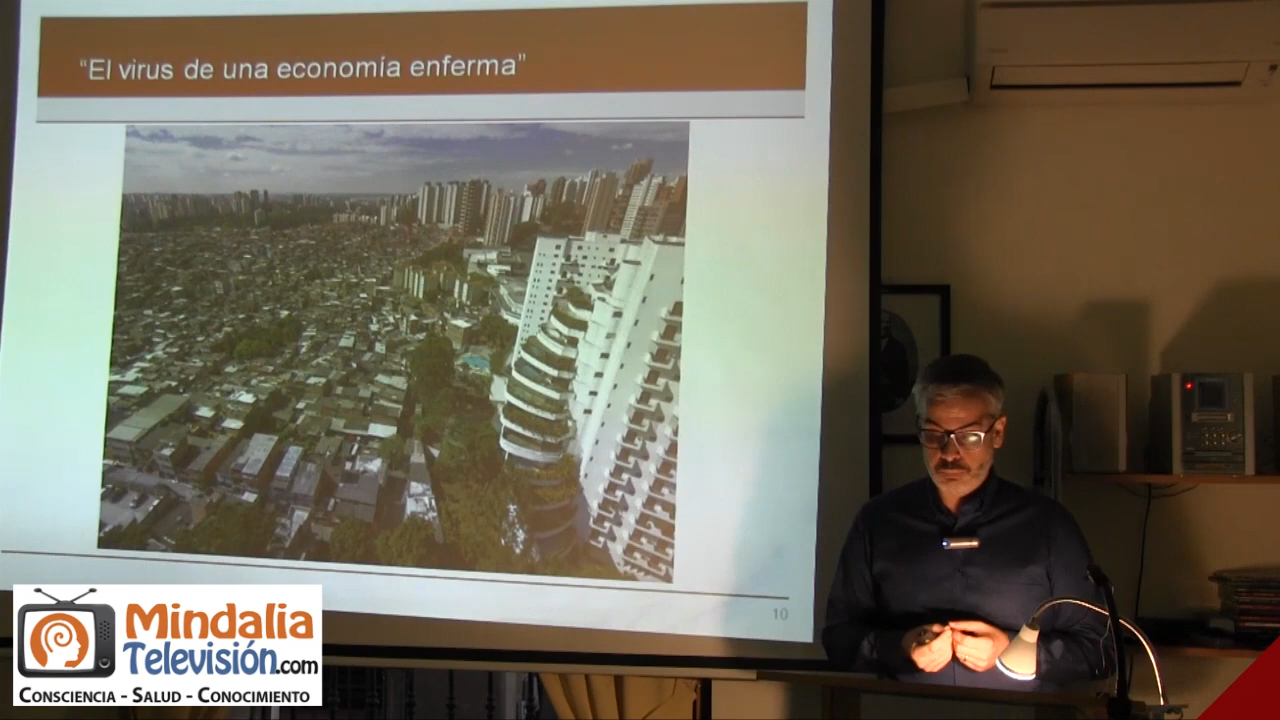 “El virus de una economía enferma”
10
Mindalia
Televisión.com
Consciencia - Salud - Conocimiento